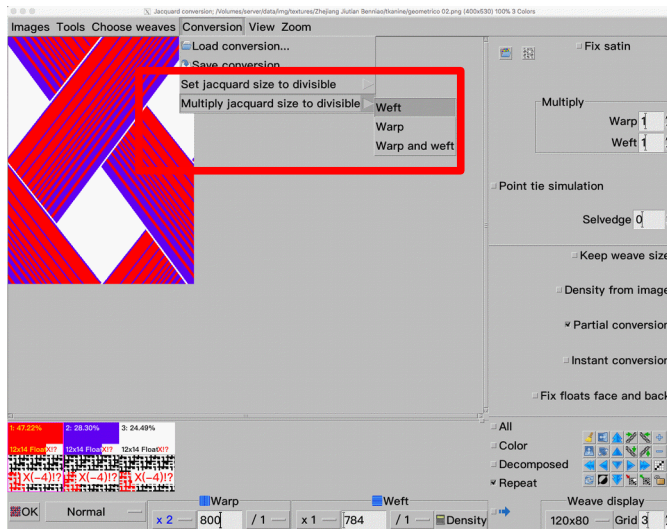 Jacquard conversion; /Volumes/server/data/img/textures/Zhejiang Jiutian Benniao/tkanine/geometrico 02.png (400x530) 100% 3 Colors
Images Tools Choose weaves Conversion View Zoom
Load conversion...
Save conversion
Set jacquard size to divisible
Multiply jacquard size to divisible
Weft
Warp
Warp and weft
Fix satin
Multiply
Warp 1
Weft 1
Point tie simulation
Selvedge 0
Keep weave size
Density from image
Partial conversion
Instant conversion
Fix floats face and back
1: 47.22% 2: 28.30% 3: 24.49%
12x14 Float X!? 12x14 Float X!? 12x14 Float X!?
X(-4)!? X(-4)!? X(-4)!?
All
Color
Decomposed
Repeat
Warp Weft Weave display
OK Normal x 2 800 / 1 x 1 784 / 1 Density 120x80 Grid 3